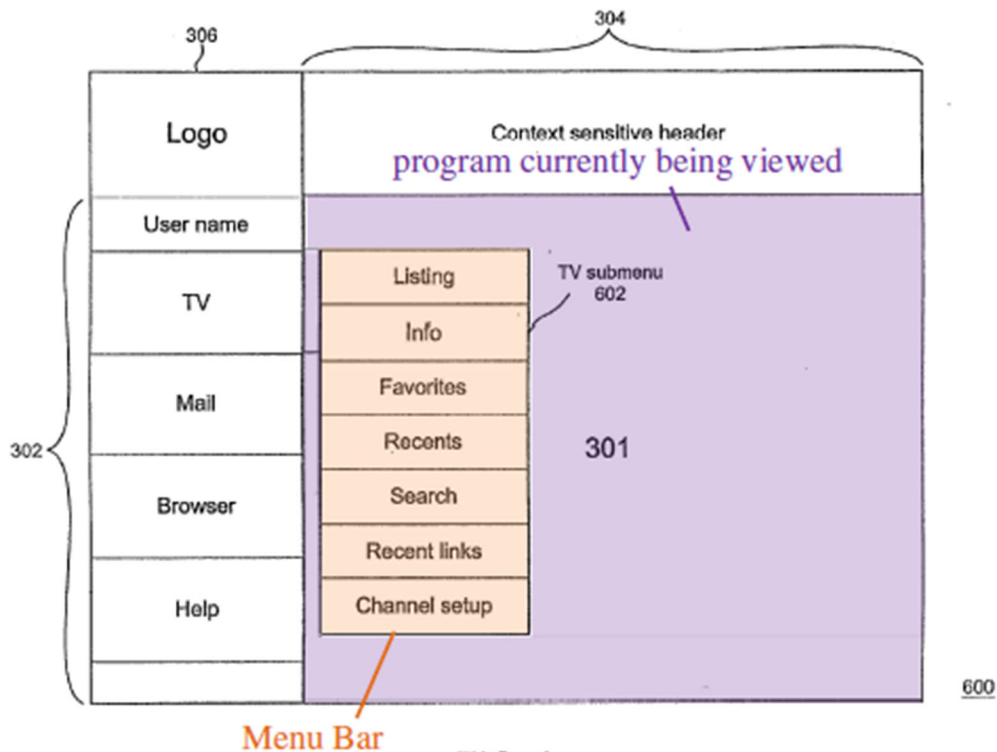 304
306
Logo
Context sensitive header
program currently being viewed
User name
TV
Listing
TV submenu
602
Info
Mail
Favorites
302
Recents
301
Browser
Search
Recent links
Help
Channel setup
600
Menu Bar